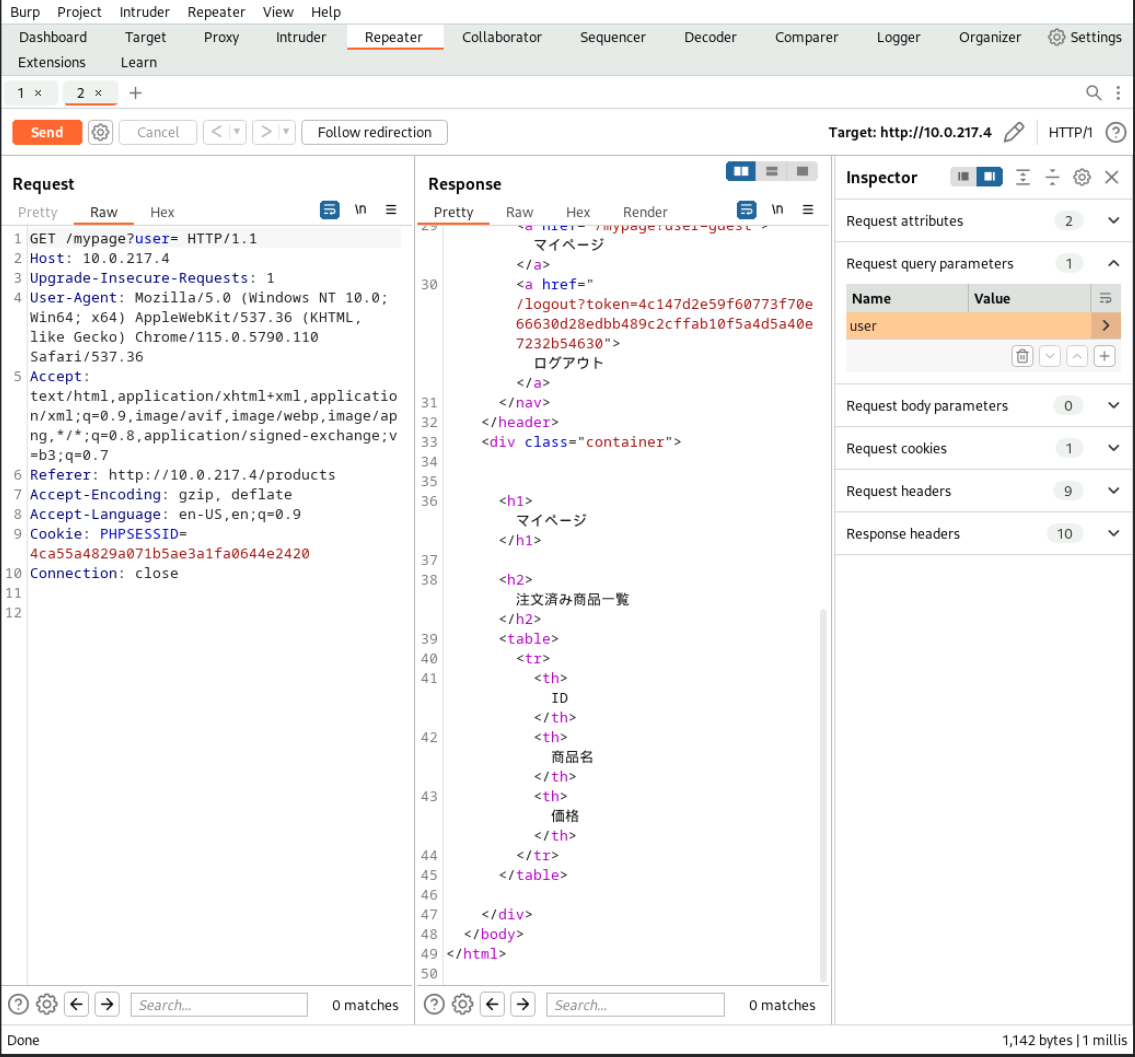 Burp Project Intruder Repeater View Help
Dashboard Target Proxy Intruder Repeater Collaborator Sequencer Decoder Comparer Logger Organizer Settings
Extensions Learn
1 × 2 × +
Send Cancel < > Follow redirection Target: http://10.0.217.4 HTTP/1 ?
Request
Pretty Raw Hex \n
1 GET /mypage?user= HTTP/1.1
2 Host: 10.0.217.4
3 Upgrade-Insecure-Requests: 1
4 User-Agent: Mozilla/5.0 (Windows NT 10.0;
Win64; x64) AppleWebKit/537.36 (KHTML,
like Gecko) Chrome/115.0.5790.110
Safari/537.36
5 Accept:
text/html,application/xhtml+xml,applicatio
n/xml;q=0.9,image/avif,image/webp,image/ap
ng,*/*;q=0.8,application/signed-exchange;v
=b3;q=0.7
6 Referer: http://10.0.217.4/products
7 Accept-Encoding: gzip, deflate
8 Accept-Language: en-US,en;q=0.9
9 Cookie: PHPSESSID=
4ca55a4829a071b5ae3a1fa0644e2420
10 Connection: close
11
12
? Search... 0 matches
Response
Pretty Raw Hex Render \n
29 <a href="/mypage?user=guest">
マイページ
</a>
30 <a href="
/logout?token=4c147d2e59f60773f70e
66630d28edbb489c2cffab10f5a4d5a40e
7232b54630">
ログアウト
</a>
31 </nav>
32 </header>
33 <div class="container">
34
35
36 <h1>
マイページ
</h1>
37
38 <h2>
注文済み商品一覧
</h2>
39 <table>
40 <tr>
41 <th>
ID
</th>
42 <th>
商品名
</th>
43 <th>
価格
</th>
44 </tr>
45 </table>
46
47 </div>
48 </body>
49 </html>
50
? Search... 0 matches
Inspector
Request attributes 2
Request query parameters 1
Name Value
user
Request body parameters 0
Request cookies 1
Request headers 9
Response headers 10
Done 1,142 bytes | 1 millis